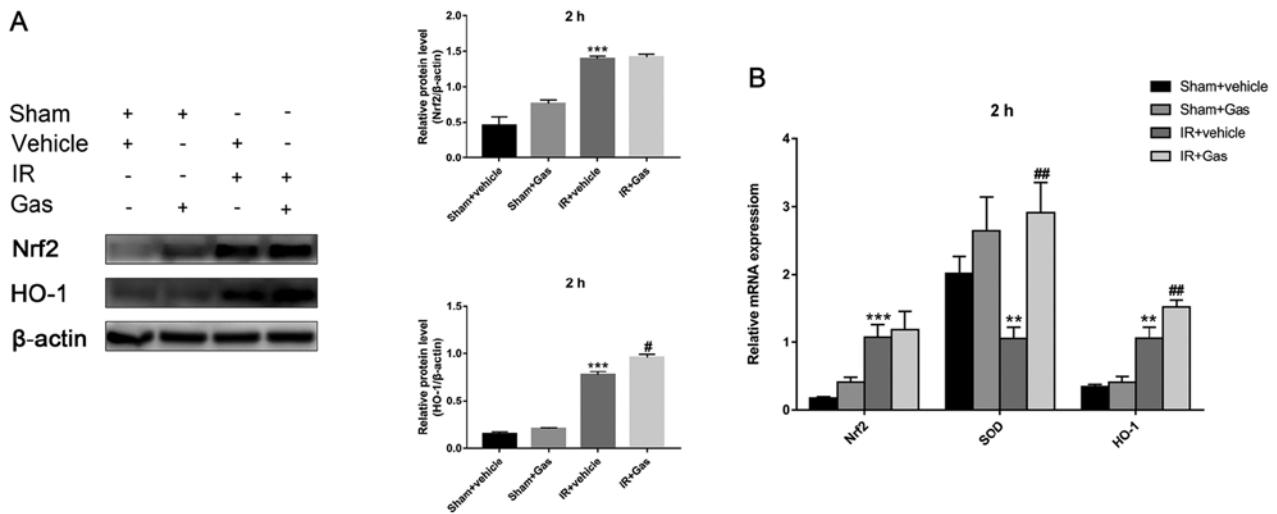 A
Sham + + - -
Vehicle + - + -
IR - - + +
Gas - + - +
Nrf2
HO-1
β-actin
2 h
Relative protein level
(Nrf2/β-actin)
2.0
1.5
1.0
0.5
0.0
***
Sham+vehicle
Sham+Gas
IR+vehicle
IR+Gas
2 h
Relative protein level
(HO-1/β-actin)
1.5
1.0
0.5
0.0
***
#
Sham+vehicle
Sham+Gas
IR+vehicle
IR+Gas
B
Sham+vehicle
Sham+Gas
IR+vehicle
IR+Gas
2 h
Relative mRNA expressiom
4
3
2
1
0
***
**
##
**
##
Nrf2
SOD
HO-1